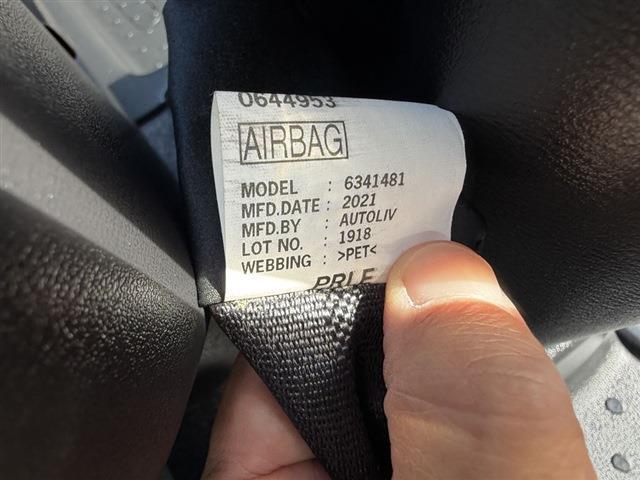 0644953
AIRBAG
MODEL : 6341481
MFD.DATE : 2021
MFD.BY : AUTOLIV
LOT NO. : 1918
WEBBING : >PET<